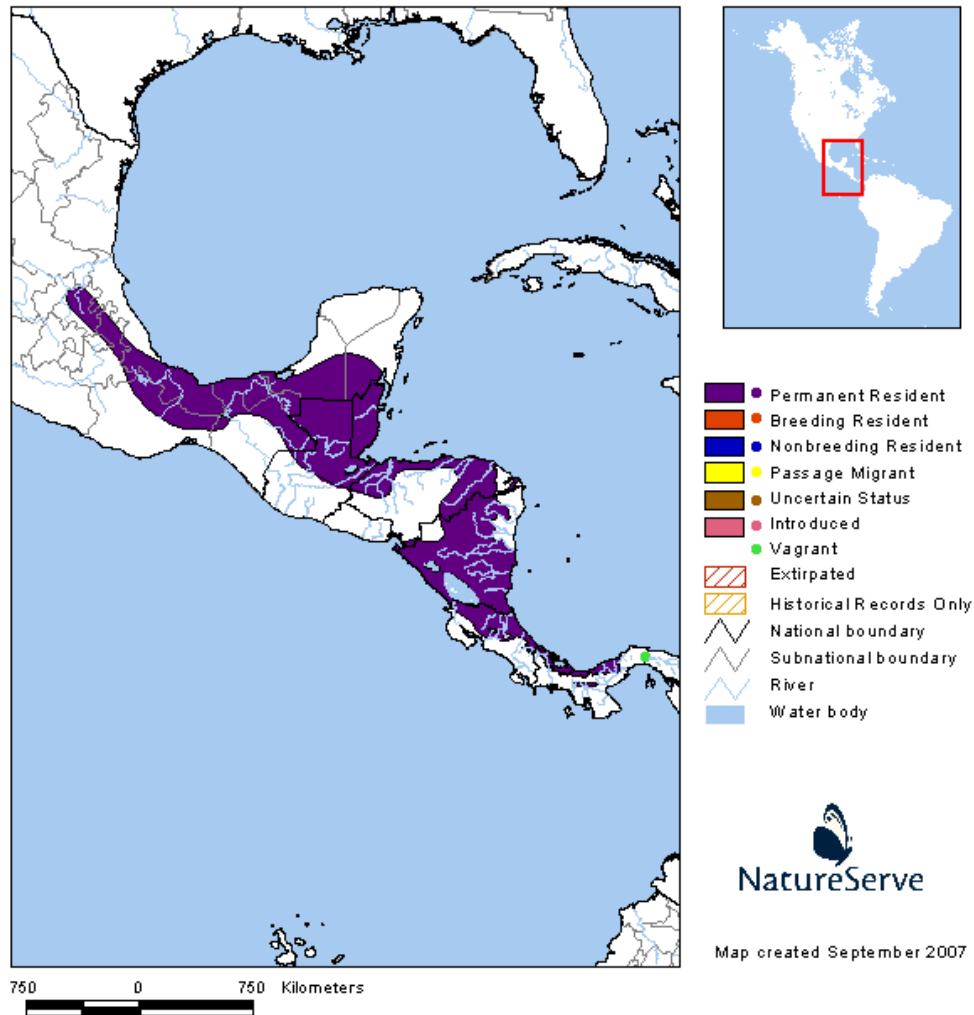 Permanent Resident
Breeding Resident
Nonbreeding Resident
Passage Migrant
Uncertain Status
Introduced
Vagrant
Extirpated
Historical Records Only
National boundary
Subnational boundary
River
Water body
NatureServe
Map created September 2007
750 0 750 Kilometers